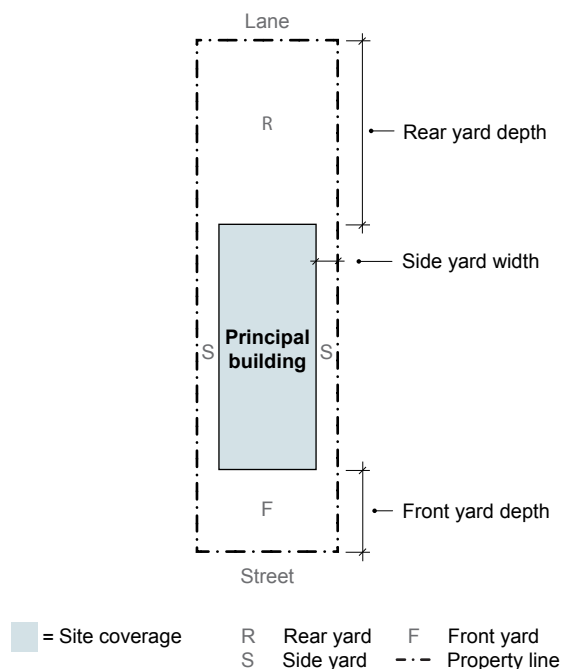 Lane
R
Rear yard depth
Side yard width
S
Principal
building
S
F
Front yard depth
Street
= Site coverage
R Rear yard F Front yard
S Side yard Property line